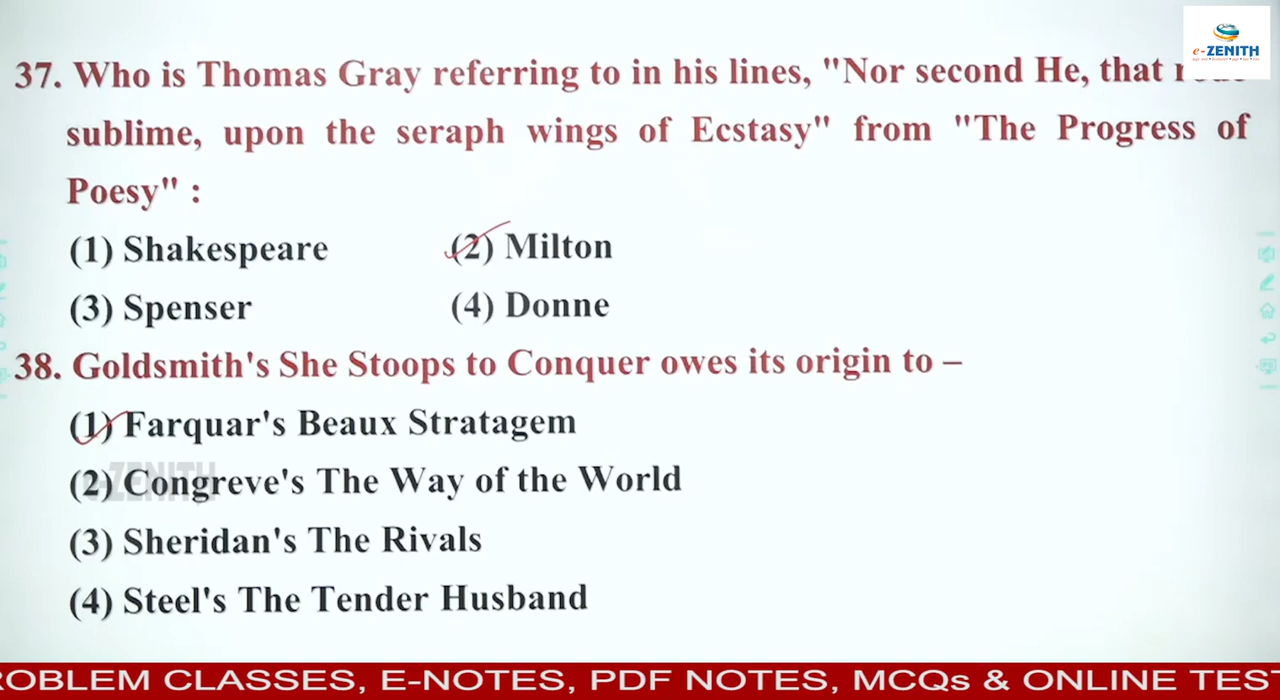 e-ZENITH
37. Who is Thomas Gray referring to in his lines, "Nor second He, that
sublime, upon the seraph wings of Ecstasy" from "The Progress of
Poesy" :
(1) Shakespeare (2) Milton
(3) Spenser (4) Donne
38. Goldsmith's She Stoops to Conquer owes its origin to –
(1) Farquar's Beaux Stratagem
(2) Congreve's The Way of the World
(3) Sheridan's The Rivals
(4) Steel's The Tender Husband
e-ZENITH
OBLEM CLASSES, E-NOTES, PDF NOTES, MCQs & ONLINE TEST